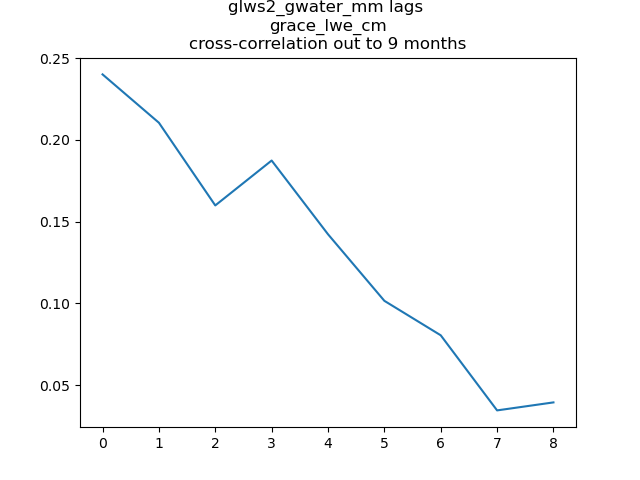 glws2_gwater_mm lags
grace_lwe_cm
cross-correlation out to 9 months
0.25
0.20
0.15
0.10
0.05
0 1 2 3 4 5 6 7 8